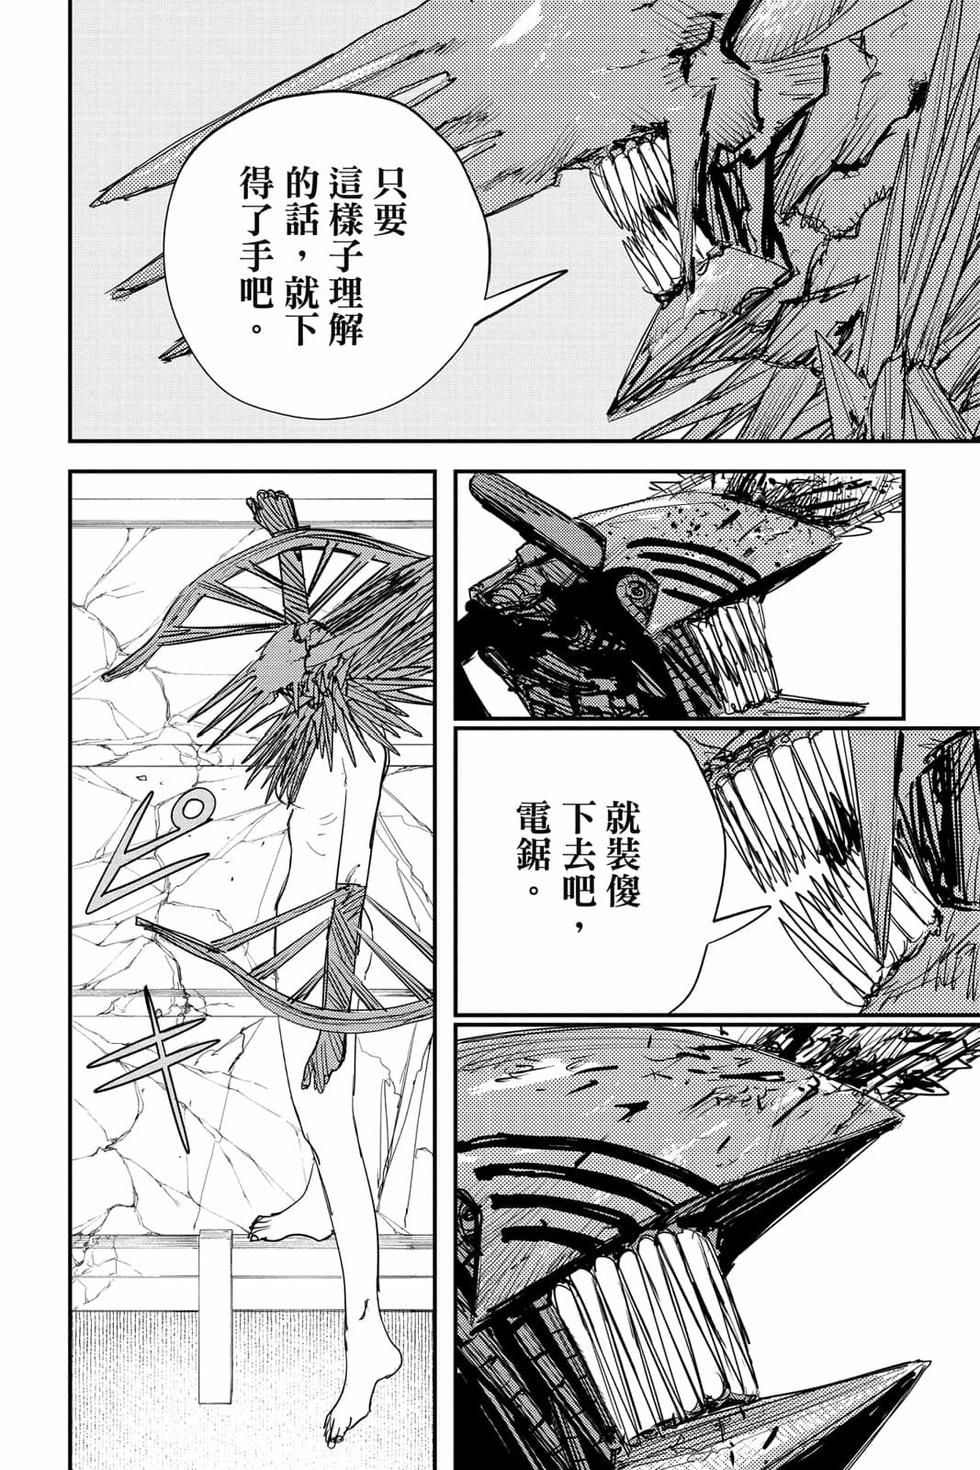 只要
這樣子理解
的話，就下
得了手吧。
就裝傻
下去吧，
電鋸。
ピキ